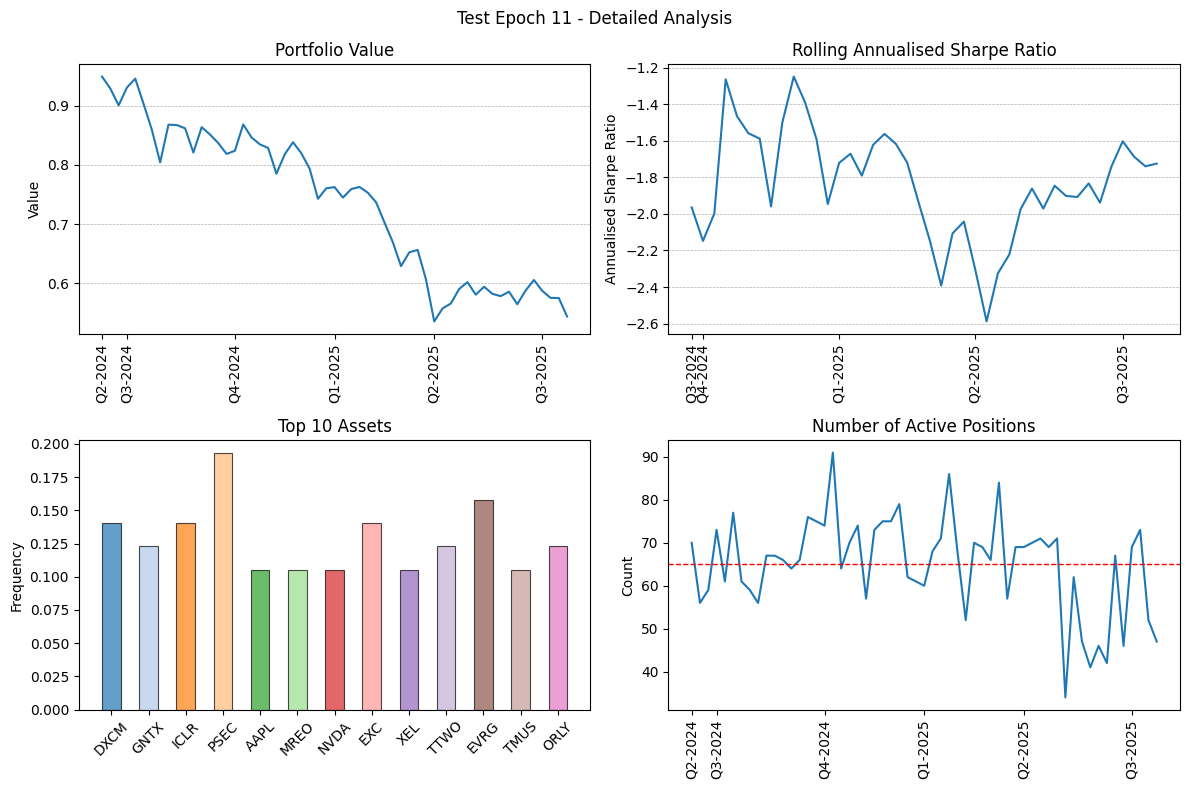 Test Epoch 11 - Detailed Analysis
Portfolio Value
Value
0.9
0.8
0.7
0.6
Q2-2024
Q3-2024
Q4-2024
Q1-2025
Q2-2025
Q3-2025
Rolling Annualised Sharpe Ratio
Annualised Sharpe Ratio
−1.2
−1.4
−1.6
−1.8
−2.0
−2.2
−2.4
−2.6
Q3-2024
Q4-2024
Q1-2025
Q2-2025
Q3-2025
Top 10 Assets
Frequency
0.200
0.175
0.150
0.125
0.100
0.075
0.050
0.025
0.000
DXCM
GNTX
ICLR
PSEC
AAPL
MREO
NVDA
EXC
XEL
TTWO
EVRG
TMUS
ORLY
Number of Active Positions
Count
90
80
70
60
50
40
Q2-2024
Q3-2024
Q4-2024
Q1-2025
Q2-2025
Q3-2025